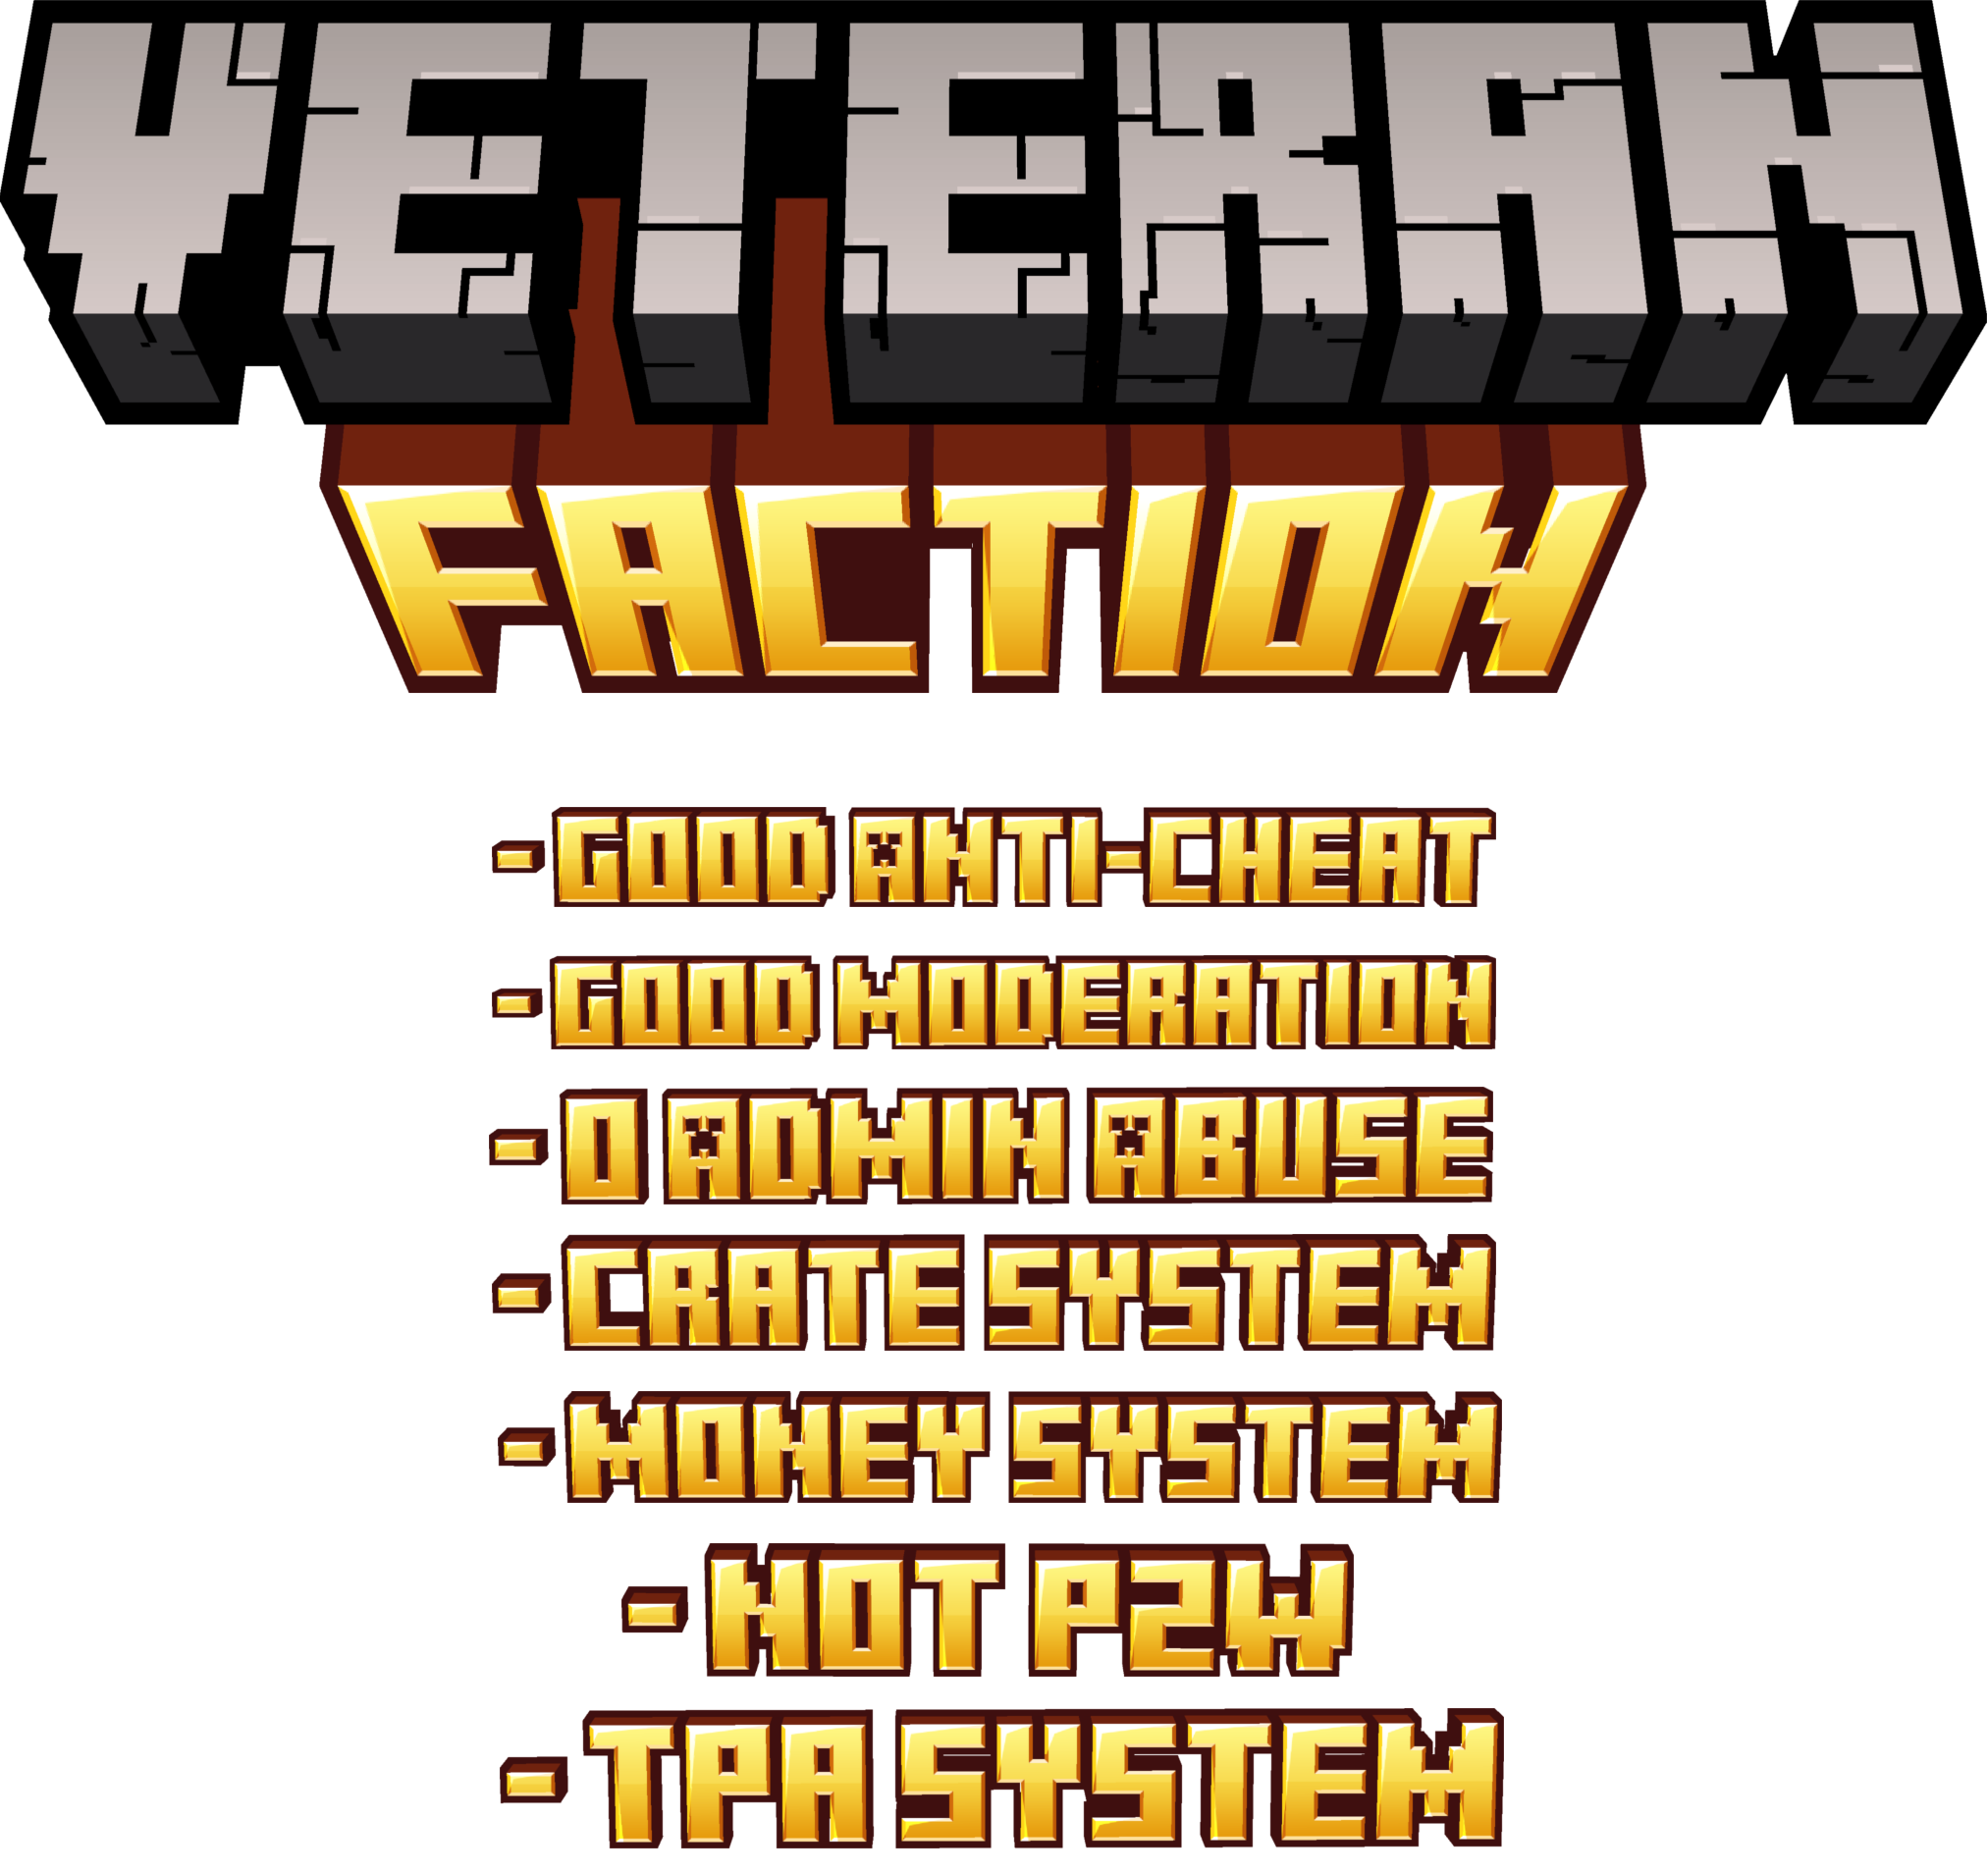 VETERAN
FACTION
-GOOD ANTI-CHEAT
-GOOD MODERATION
-0 ADMIN ABUSE
-CRATE SYSTEM
-MONEY SYSTEM
-NOT P2W
-TPA SYSTEM